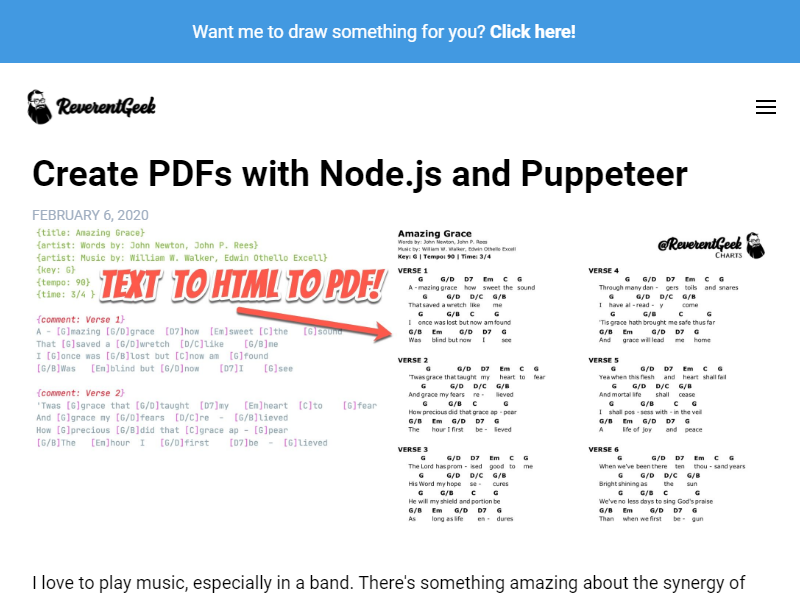 Want me to draw something for you? Click here!
ReverentGeek
Create PDFs with Node.js and Puppeteer
FEBRUARY 6, 2020
{title: Amazing Grace}
{artist: Words by: John Newton, John P. Rees}
{artist: Music by: William W. Walker, Edwin Othello Excell}
{key: G}
{tempo: 90}
{time: 3/4 }
TEXT TO HTML TO PDF!
{comment: Verse 1}
A - [G]mazing [G/D]grace [D7]how [Em]sweet [C]the [G]sound
That [G]saved a [G/D]wretch [D/C]like [G/B]me
I [G]once was [G/B]lost but [C]now am [G]found
[G/B]Was [Em]blind but [G/D]now [D7]I [G]see
{comment: Verse 2}
'Twas [G]grace that [G/D]taught [D7]my [Em]heart [C]to [G]fear
And [G]grace my [G/D]fears [D/C]re - [G/B]lieved
How [G]precious [G/B]did that [C]grace ap - [G]pear
[G/B]The [Em]hour I [G/D]first [D7]be - [G]lieved
Amazing Grace
Words by: John Newton, John P. Rees
Music by: William W. Walker, Edwin Othello Excell
Key: G | Tempo: 90 | Time: 3/4
@ReverentGeek
CHARTS
VERSE 1
G G/D D7 Em C G
A - mazing grace how sweet the sound
G G/D D/C G/B
That saved a wretch like me
G G/B C G
I once was lost but now am found
G/B Em G/D D7 G
Was blind but now I see
VERSE 2
G G/D D7 Em C G
'Twas grace that taught my heart to fear
G G/D D/C G/B
And grace my fears re - lieved
G G/B C G
How precious did that grace ap - pear
G/B Em G/D D7 G
The hour I first be - lieved
VERSE 3
G G/D D7 Em C G
The Lord has prom - ised good to me
G G/D D/C G/B
His Word my hope se - cures
G G/B C G
He will my shield and portion be
G/B Em G/D D7 G
As long as life en - dures
VERSE 4
G G/D D7 Em C G
Through many dan - gers toils and snares
G G/D D/C G/B
I have al - read - y come
G G/B C G
'Tis grace hath brought me safe thus far
G/B Em G/D D7 G
And grace will lead me home
VERSE 5
G G/D D7 Em C G
Yea when this flesh and heart shall fail
G G/D D/C G/B
And mortal life shall cease
G G/B C G
I shall pos - sess with - in the veil
G/B Em G/D D7 G
A life of joy and peace
VERSE 6
G G/D D7 Em C G
When we've been there ten thou - sand years
G G/D D/C G/B
Bright shining as the sun
G G/B C G
We've no less days to sing God's praise
G/B Em G/D D7 G
Than when we first be - gun
I love to play music, especially in a band. There's something amazing about the synergy of